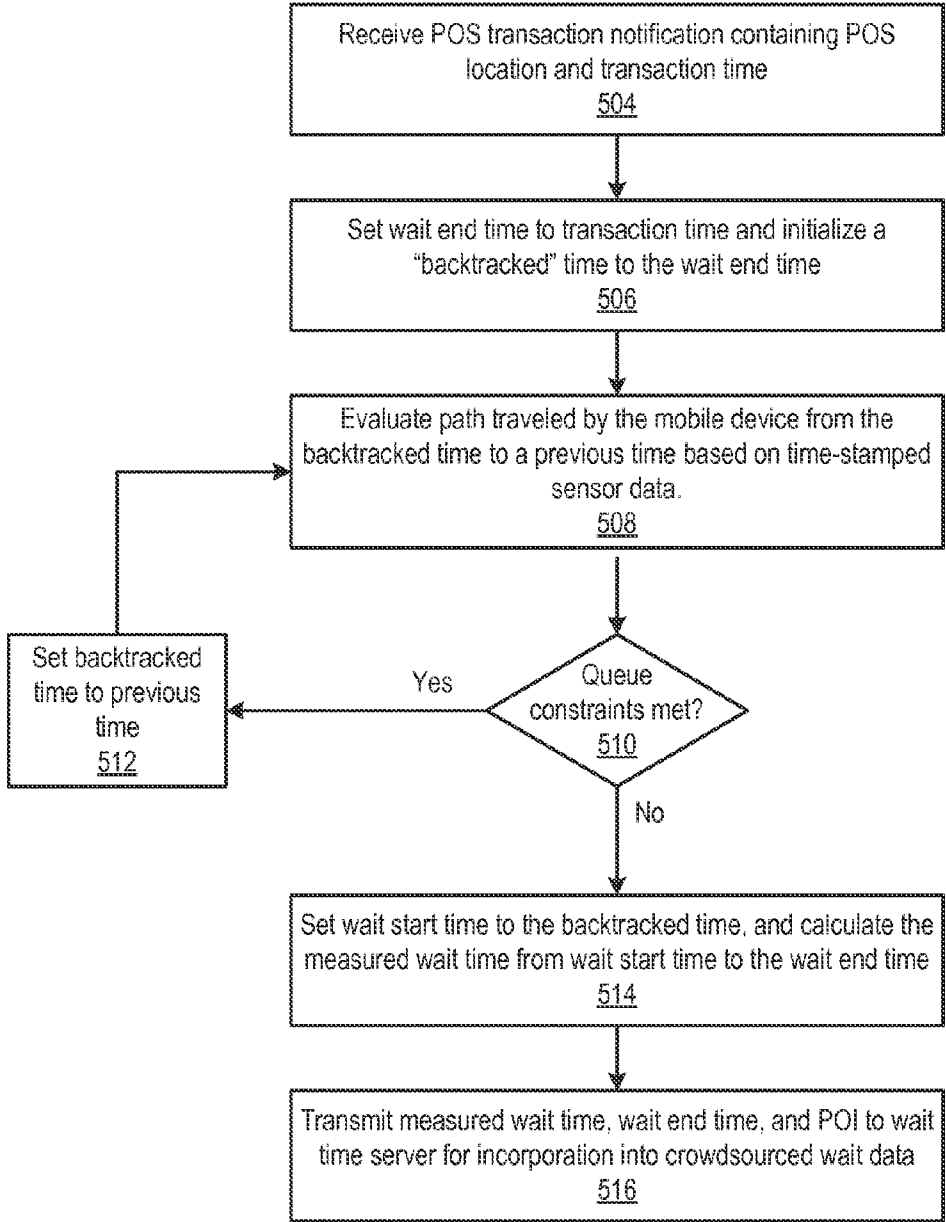 Receive POS transaction notification containing POS
location and transaction time
504
Set wait end time to transaction time and initialize a
“backtracked” time to the wait end time
506
Evaluate path traveled by the mobile device from the
backtracked time to a previous time based on time-stamped
sensor data.
508
Set backtracked
time to previous
time
512
Yes
Queue
constraints met?
510
No
Set wait start time to the backtracked time, and calculate the
measured wait time from wait start time to the wait end time
514
Transmit measured wait time, wait end time, and POI to wait
time server for incorporation into crowdsourced wait data
516